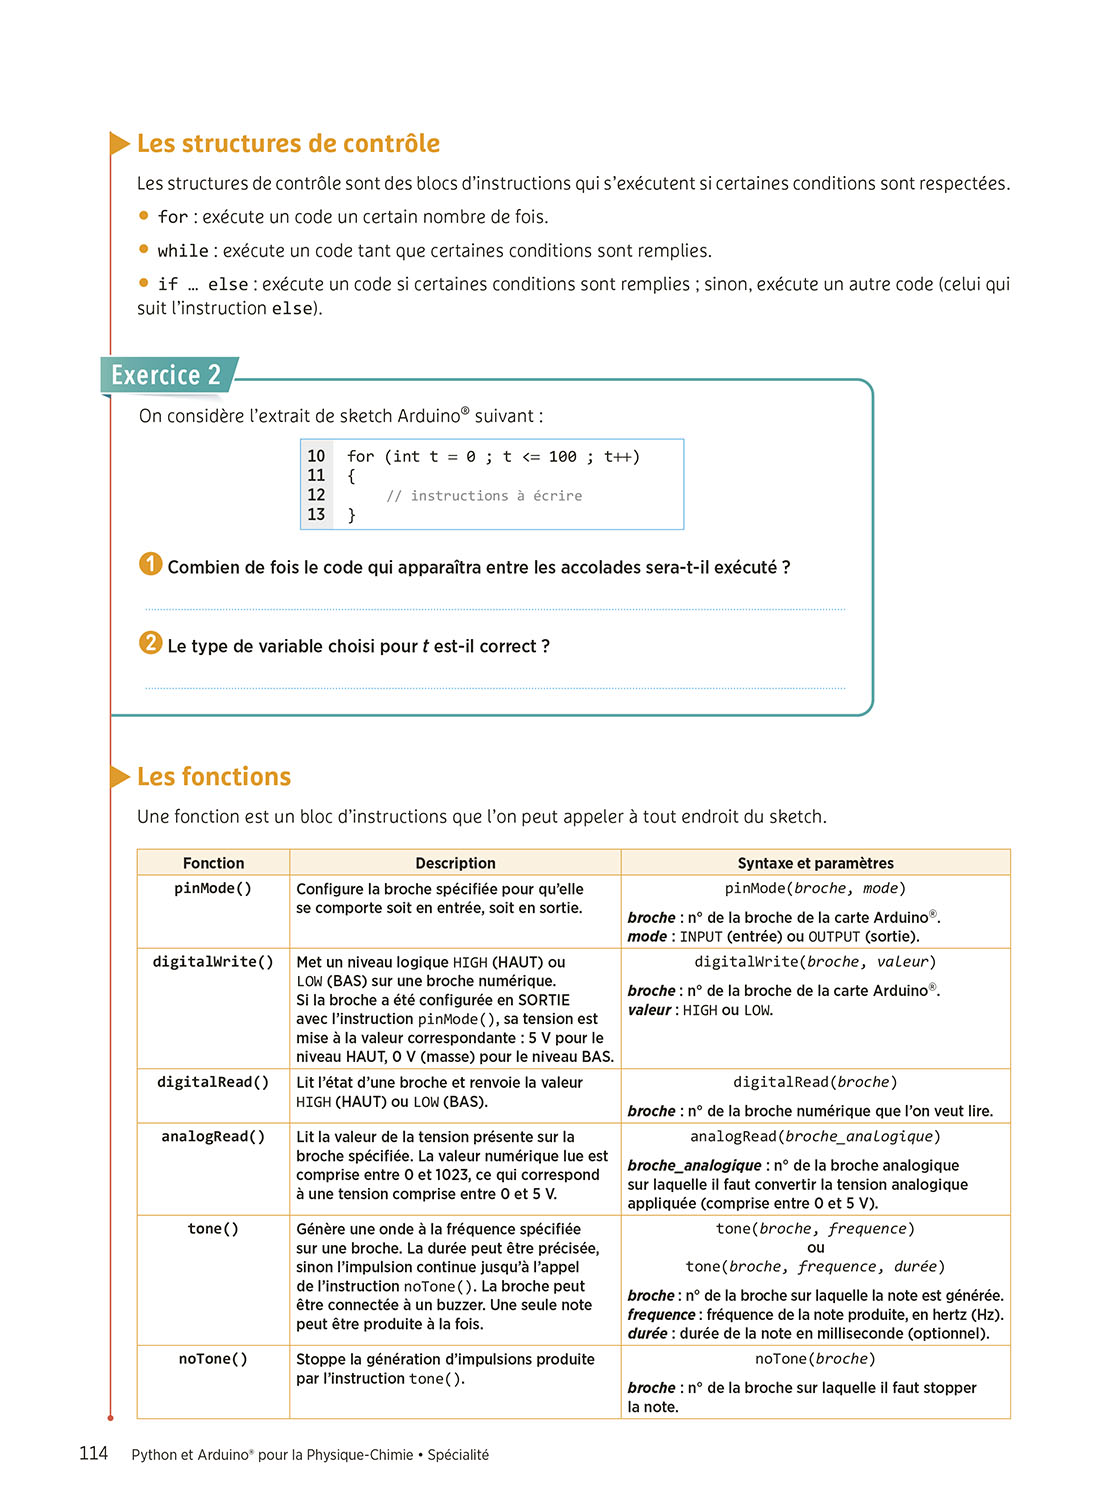 Les structures de contrôle
Les structures de contrôle sont des blocs d’instructions qui s’exécutent si certaines conditions sont respectées.
• for : exécute un code un certain nombre de fois.
• while : exécute un code tant que certaines conditions sont remplies.
• if … else : exécute un code si certaines conditions sont remplies ; sinon, exécute un autre code (celui qui
suit l’instruction else).
Exercice 2
On considère l’extrait de sketch Arduino® suivant :
10 for (int t = 0 ; t <= 100 ; t++)
11 {
12 // instructions à écrire
13 }
1 Combien de fois le code qui apparaîtra entre les accolades sera-t-il exécuté ?
2 Le type de variable choisi pour t est-il correct ?
Les fonctions
Une fonction est un bloc d’instructions que l’on peut appeler à tout endroit du sketch.
Fonction Description Syntaxe et paramètres
pinMode()
Configure la broche spécifiée pour qu’elle
se comporte soit en entrée, soit en sortie.
pinMode(broche, mode)
broche : n° de la broche de la carte Arduino®.
mode : INPUT (entrée) ou OUTPUT (sortie).
digitalWrite()
Met un niveau logique HIGH (HAUT) ou
LOW (BAS) sur une broche numérique.
Si la broche a été configurée en SORTIE
avec l’instruction pinMode(), sa tension est
mise à la valeur correspondante : 5 V pour le
niveau HAUT, 0 V (masse) pour le niveau BAS.
digitalWrite(broche, valeur)
broche : n° de la broche de la carte Arduino®.
valeur : HIGH ou LOW.
digitalRead()
Lit l’état d’une broche et renvoie la valeur
HIGH (HAUT) ou LOW (BAS).
digitalRead(broche)
broche : n° de la broche numérique que l’on veut lire.
analogRead()
Lit la valeur de la tension présente sur la
broche spécifiée. La valeur numérique lue est
comprise entre 0 et 1023, ce qui correspond
à une tension comprise entre 0 et 5 V.
analogRead(broche_analogique)
broche_analogique : n° de la broche analogique
sur laquelle il faut convertir la tension analogique
appliquée (comprise entre 0 et 5 V).
tone()
Génère une onde à la fréquence spécifiée
sur une broche. La durée peut être précisée,
sinon l’impulsion continue jusqu’à l’appel
de l’instruction noTone(). La broche peut
être connectée à un buzzer. Une seule note
peut être produite à la fois.
tone(broche, frequence)
ou
tone(broche, frequence, durée)
broche : n° de la broche sur laquelle la note est générée.
frequence : fréquence de la note produite, en hertz (Hz).
durée : durée de la note en milliseconde (optionnel).
noTone()
Stoppe la génération d’impulsions produite
par l’instruction tone().
noTone(broche)
broche : n° de la broche sur laquelle il faut stopper
la note.
114 Python et Arduino® pour la Physique-Chimie • Spécialité